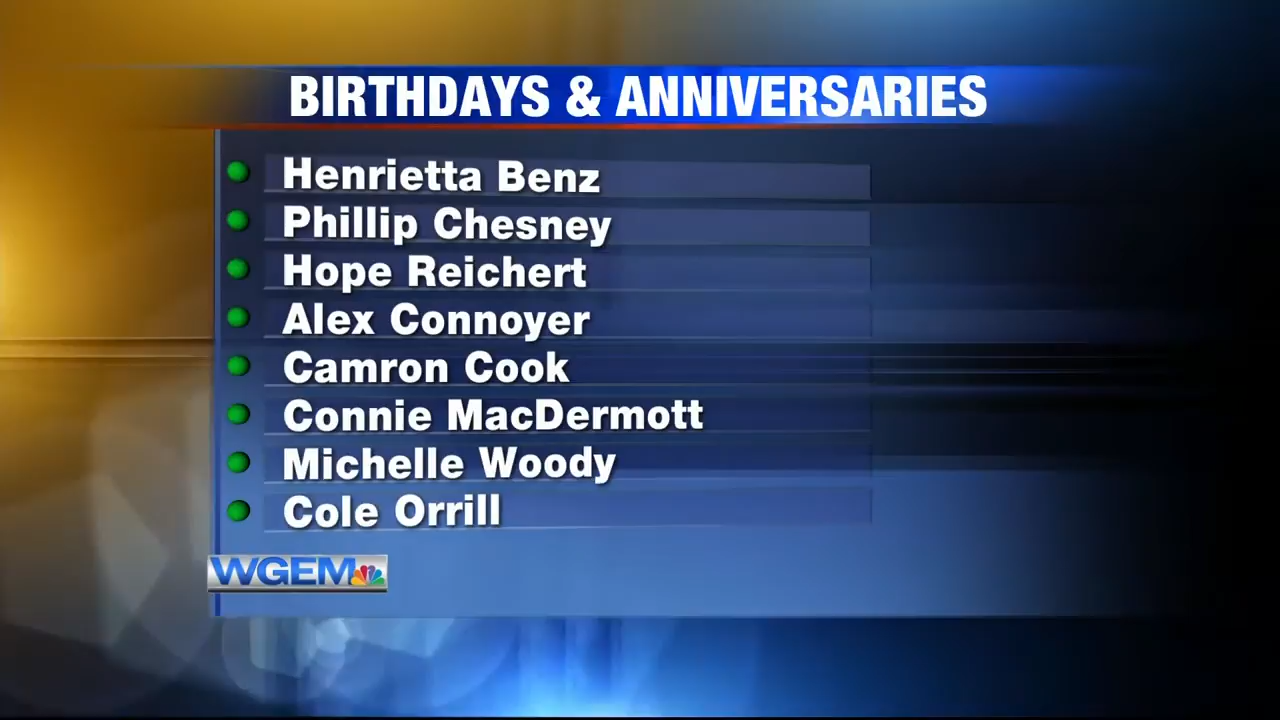 BIRTHDAYS & ANNIVERSARIES
Henrietta Benz
Phillip Chesney
Hope Reichert
Alex Connoyer
Camron Cook
Connie MacDermott
Michelle Woody
Cole Orrill
WGEM